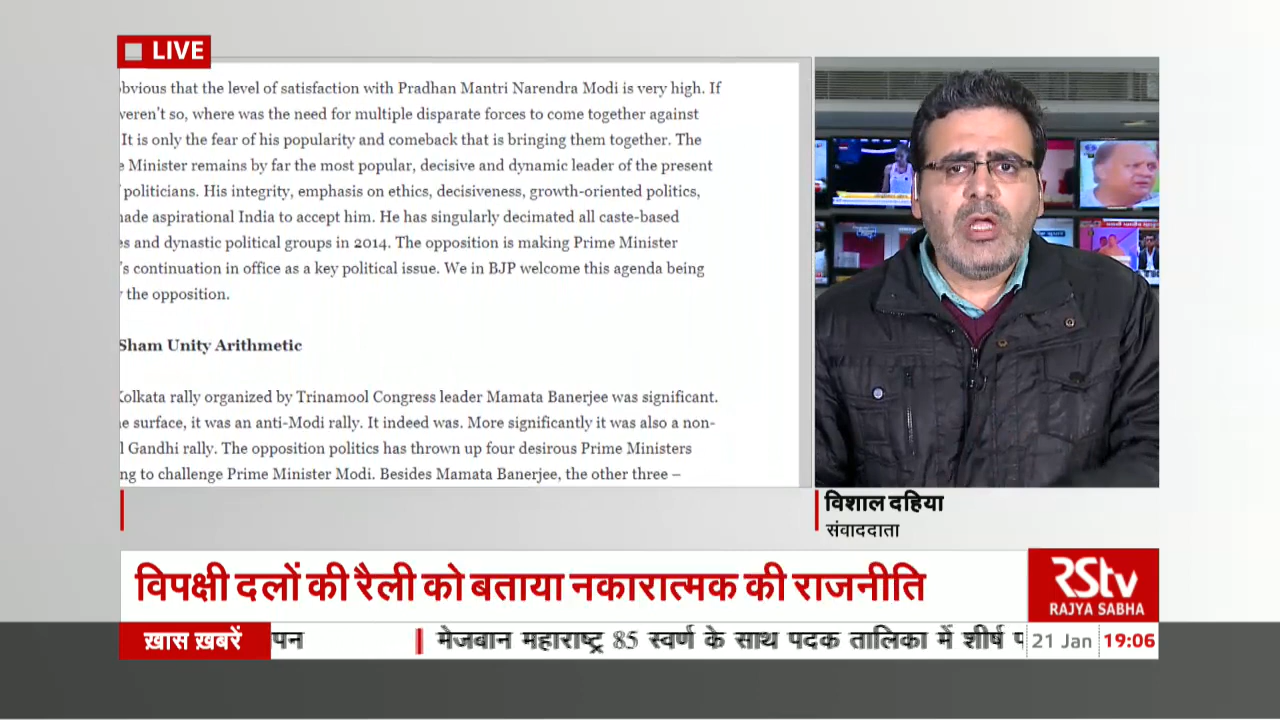 LIVE
obvious that the level of satisfaction with Pradhan Mantri Narendra Modi is very high. If
weren't so, where was the need for multiple disparate forces to come together against
It is only the fear of his popularity and comeback that is bringing them together. The
e Minister remains by far the most popular, decisive and dynamic leader of the present
politicians. His integrity, emphasis on ethics, decisiveness, growth-oriented politics,
made aspirational India to accept him. He has singularly decimated all caste-based
es and dynastic political groups in 2014. The opposition is making Prime Minister
's continuation in office as a key political issue. We in BJP welcome this agenda being
the opposition.
Sham Unity Arithmetic
Kolkata rally organized by Trinamool Congress leader Mamata Banerjee was significant.
e surface, it was an anti-Modi rally. It indeed was. More significantly it was also a non-
l Gandhi rally. The opposition politics has thrown up four desirous Prime Ministers
ng to challenge Prime Minister Modi. Besides Mamata Banerjee, the other three –
विशाल दहिया
संवाददाता
विपक्षी दलों की रैली को बताया नकारात्मक की राजनीति
RStv
RAJYA SABHA
ख़ास ख़बरें पन | मेजबान महाराष्ट्र 85 स्वर्ण के साथ पदक तालिका में शीर्ष 21 Jan 19:06